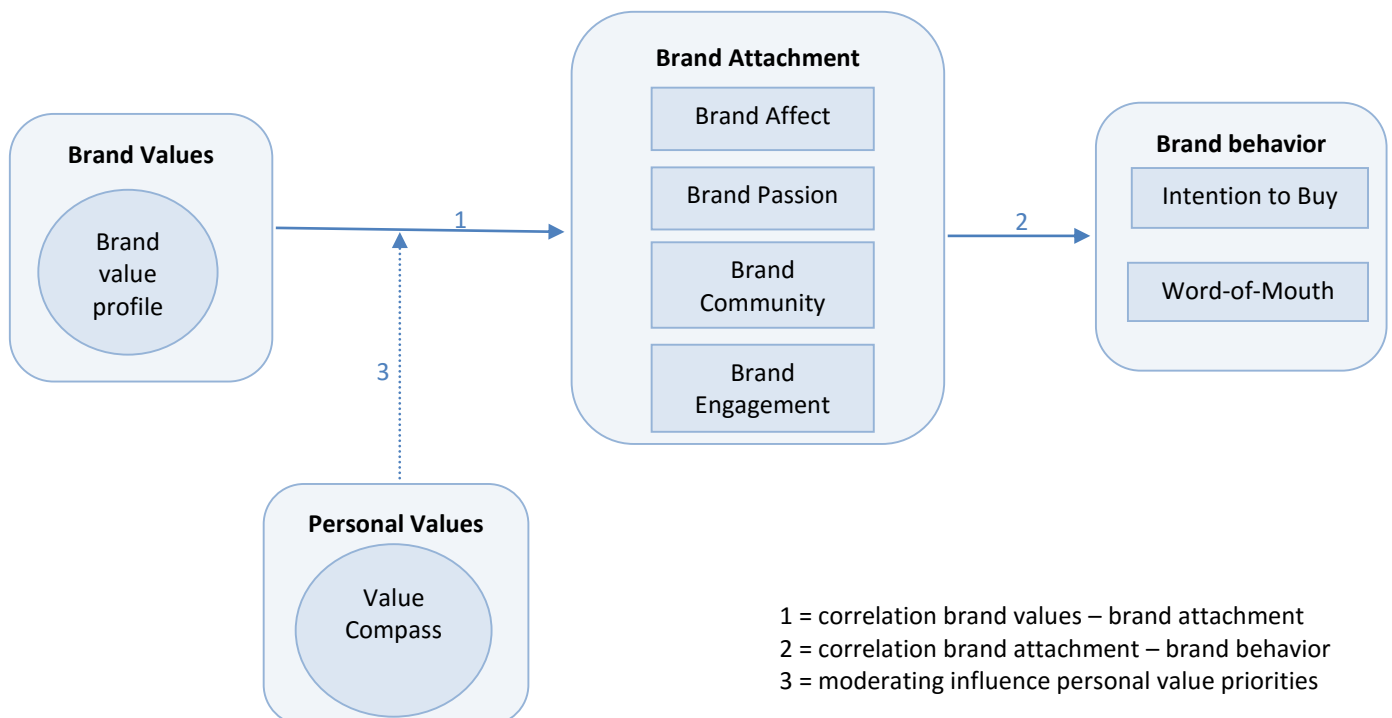 Brand Values
Brand
value
profile
1
3
Personal Values
Value
Compass
Brand Attachment
Brand Affect
Brand Passion
Brand
Community
Brand
Engagement
2
Brand behavior
Intention to Buy
Word-of-Mouth
1 = correlation brand values – brand attachment
2 = correlation brand attachment – brand behavior
3 = moderating influence personal value priorities